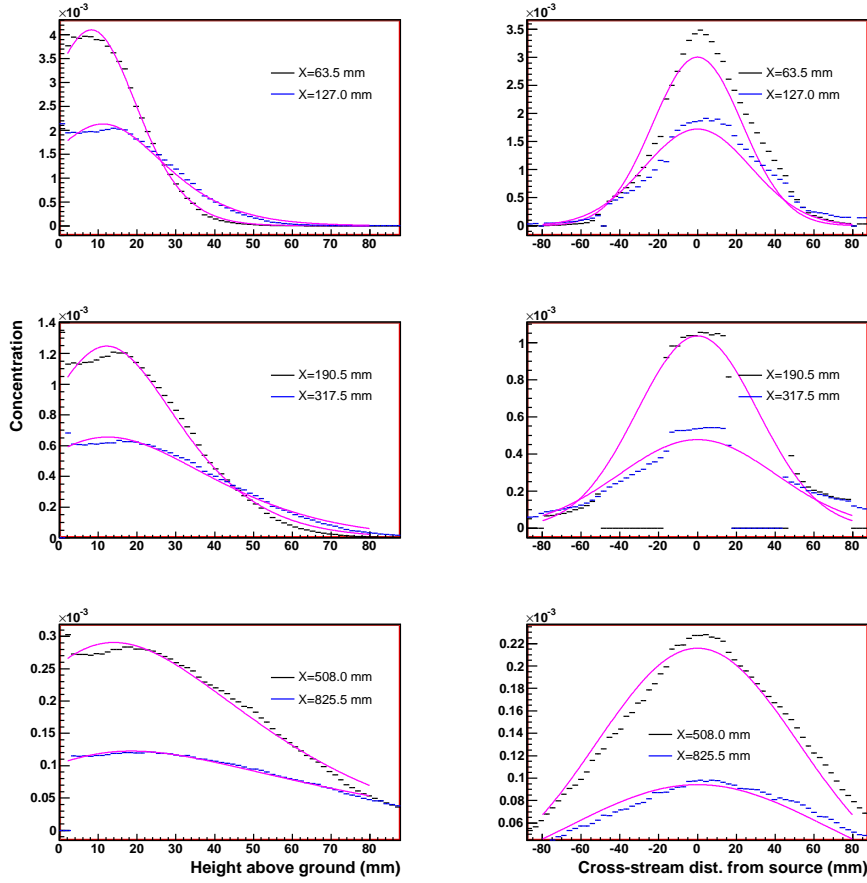 ×10⁻³
4
3.5
3
2.5
2
1.5
1
0.5
0
X=63.5 mm
X=127.0 mm
0 10 20 30 40 50 60 70 80
×10⁻³
3.5
3
2.5
2
1.5
1
0.5
0
X=63.5 mm
X=127.0 mm
-80 -60 -40 -20 0 20 40 60 80
Concentration
×10⁻³
1.4
1.2
1
0.8
0.6
0.4
0.2
0
X=190.5 mm
X=317.5 mm
0 10 20 30 40 50 60 70 80
×10⁻³
1
0.8
0.6
0.4
0.2
0
X=190.5 mm
X=317.5 mm
-80 -60 -40 -20 0 20 40 60 80
×10⁻³
0.3
0.25
0.2
0.15
0.1
0.05
0
X=508.0 mm
X=825.5 mm
0 10 20 30 40 50 60 70 80
Height above ground (mm)
×10⁻³
0.22
0.2
0.18
0.16
0.14
0.12
0.1
0.08
0.06
X=508.0 mm
X=825.5 mm
-80 -60 -40 -20 0 20 40 60 80
Cross-stream dist. from source (mm)